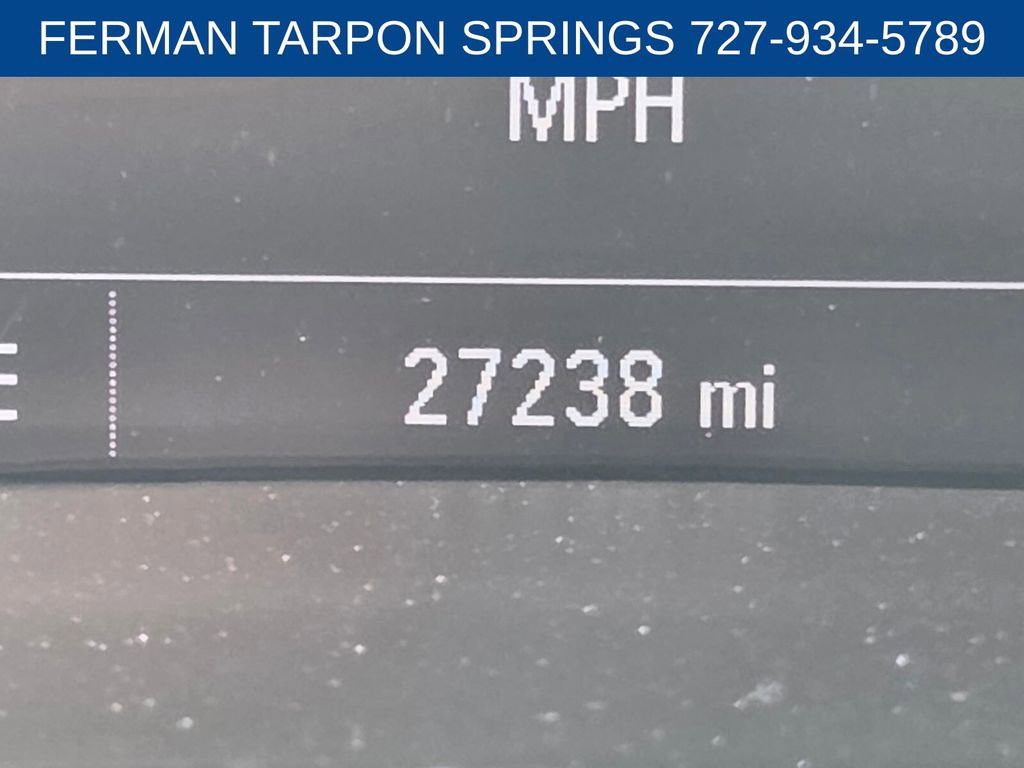 FERMAN TARPON SPRINGS 727-934-5789
MPH
E
27238 mi